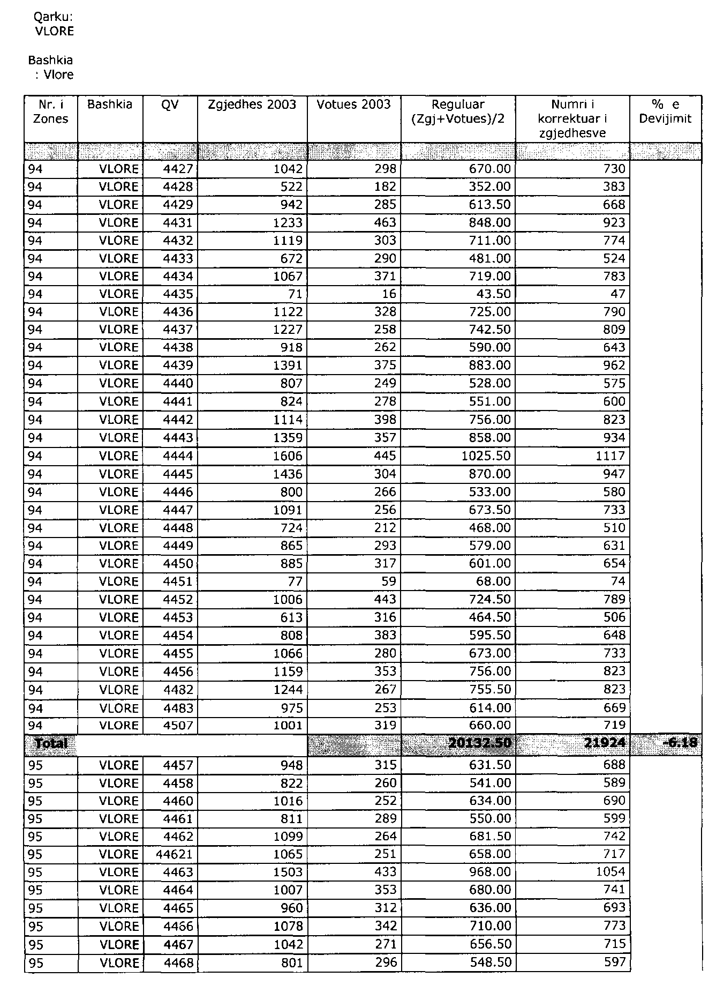 Qarku:
VLORE
Bashkia
: Vlore
Nr. i Zones Bashkia QV Zgjedhes 2003 Votues 2003 Reguluar (Zgj+Votues)/2 Numri i korrektuar i zgjedhesve % e Devijimit
94 VLORE 4427 1042 298 670.00 730
94 VLORE 4428 522 182 352.00 383
94 VLORE 4429 942 285 613.50 668
94 VLORE 4431 1233 463 848.00 923
94 VLORE 4432 1119 303 711.00 774
94 VLORE 4433 672 290 481.00 524
94 VLORE 4434 1067 371 719.00 783
94 VLORE 4435 71 16 43.50 47
94 VLORE 4436 1122 328 725.00 790
94 VLORE 4437 1227 258 742.50 809
94 VLORE 4438 918 262 590.00 643
94 VLORE 4439 1391 375 883.00 962
94 VLORE 4440 807 249 528.00 575
94 VLORE 4441 824 278 551.00 600
94 VLORE 4442 1114 398 756.00 823
94 VLORE 4443 1359 357 858.00 934
94 VLORE 4444 1606 445 1025.50 1117
94 VLORE 4445 1436 304 870.00 947
94 VLORE 4446 800 266 533.00 580
94 VLORE 4447 1091 256 673.50 733
94 VLORE 4448 724 212 468.00 510
94 VLORE 4449 865 293 579.00 631
94 VLORE 4450 885 317 601.00 654
94 VLORE 4451 77 59 68.00 74
94 VLORE 4452 1006 443 724.50 789
94 VLORE 4453 613 316 464.50 506
94 VLORE 4454 808 383 595.50 648
94 VLORE 4455 1066 280 673.00 733
94 VLORE 4456 1159 353 756.00 823
94 VLORE 4482 1244 267 755.50 823
94 VLORE 4483 975 253 614.00 669
94 VLORE 4507 1001 319 660.00 719
Total 20132.50 21924 -6.18
95 VLORE 4457 948 315 631.50 688
95 VLORE 4458 822 260 541.00 589
95 VLORE 4460 1016 252 634.00 690
95 VLORE 4461 811 289 550.00 599
95 VLORE 4462 1099 264 681.50 742
95 VLORE 44621 1065 251 658.00 717
95 VLORE 4463 1503 433 968.00 1054
95 VLORE 4464 1007 353 680.00 741
95 VLORE 4465 960 312 636.00 693
95 VLORE 4466 1078 342 710.00 773
95 VLORE 4467 1042 271 656.50 715
95 VLORE 4468 801 296 548.50 597